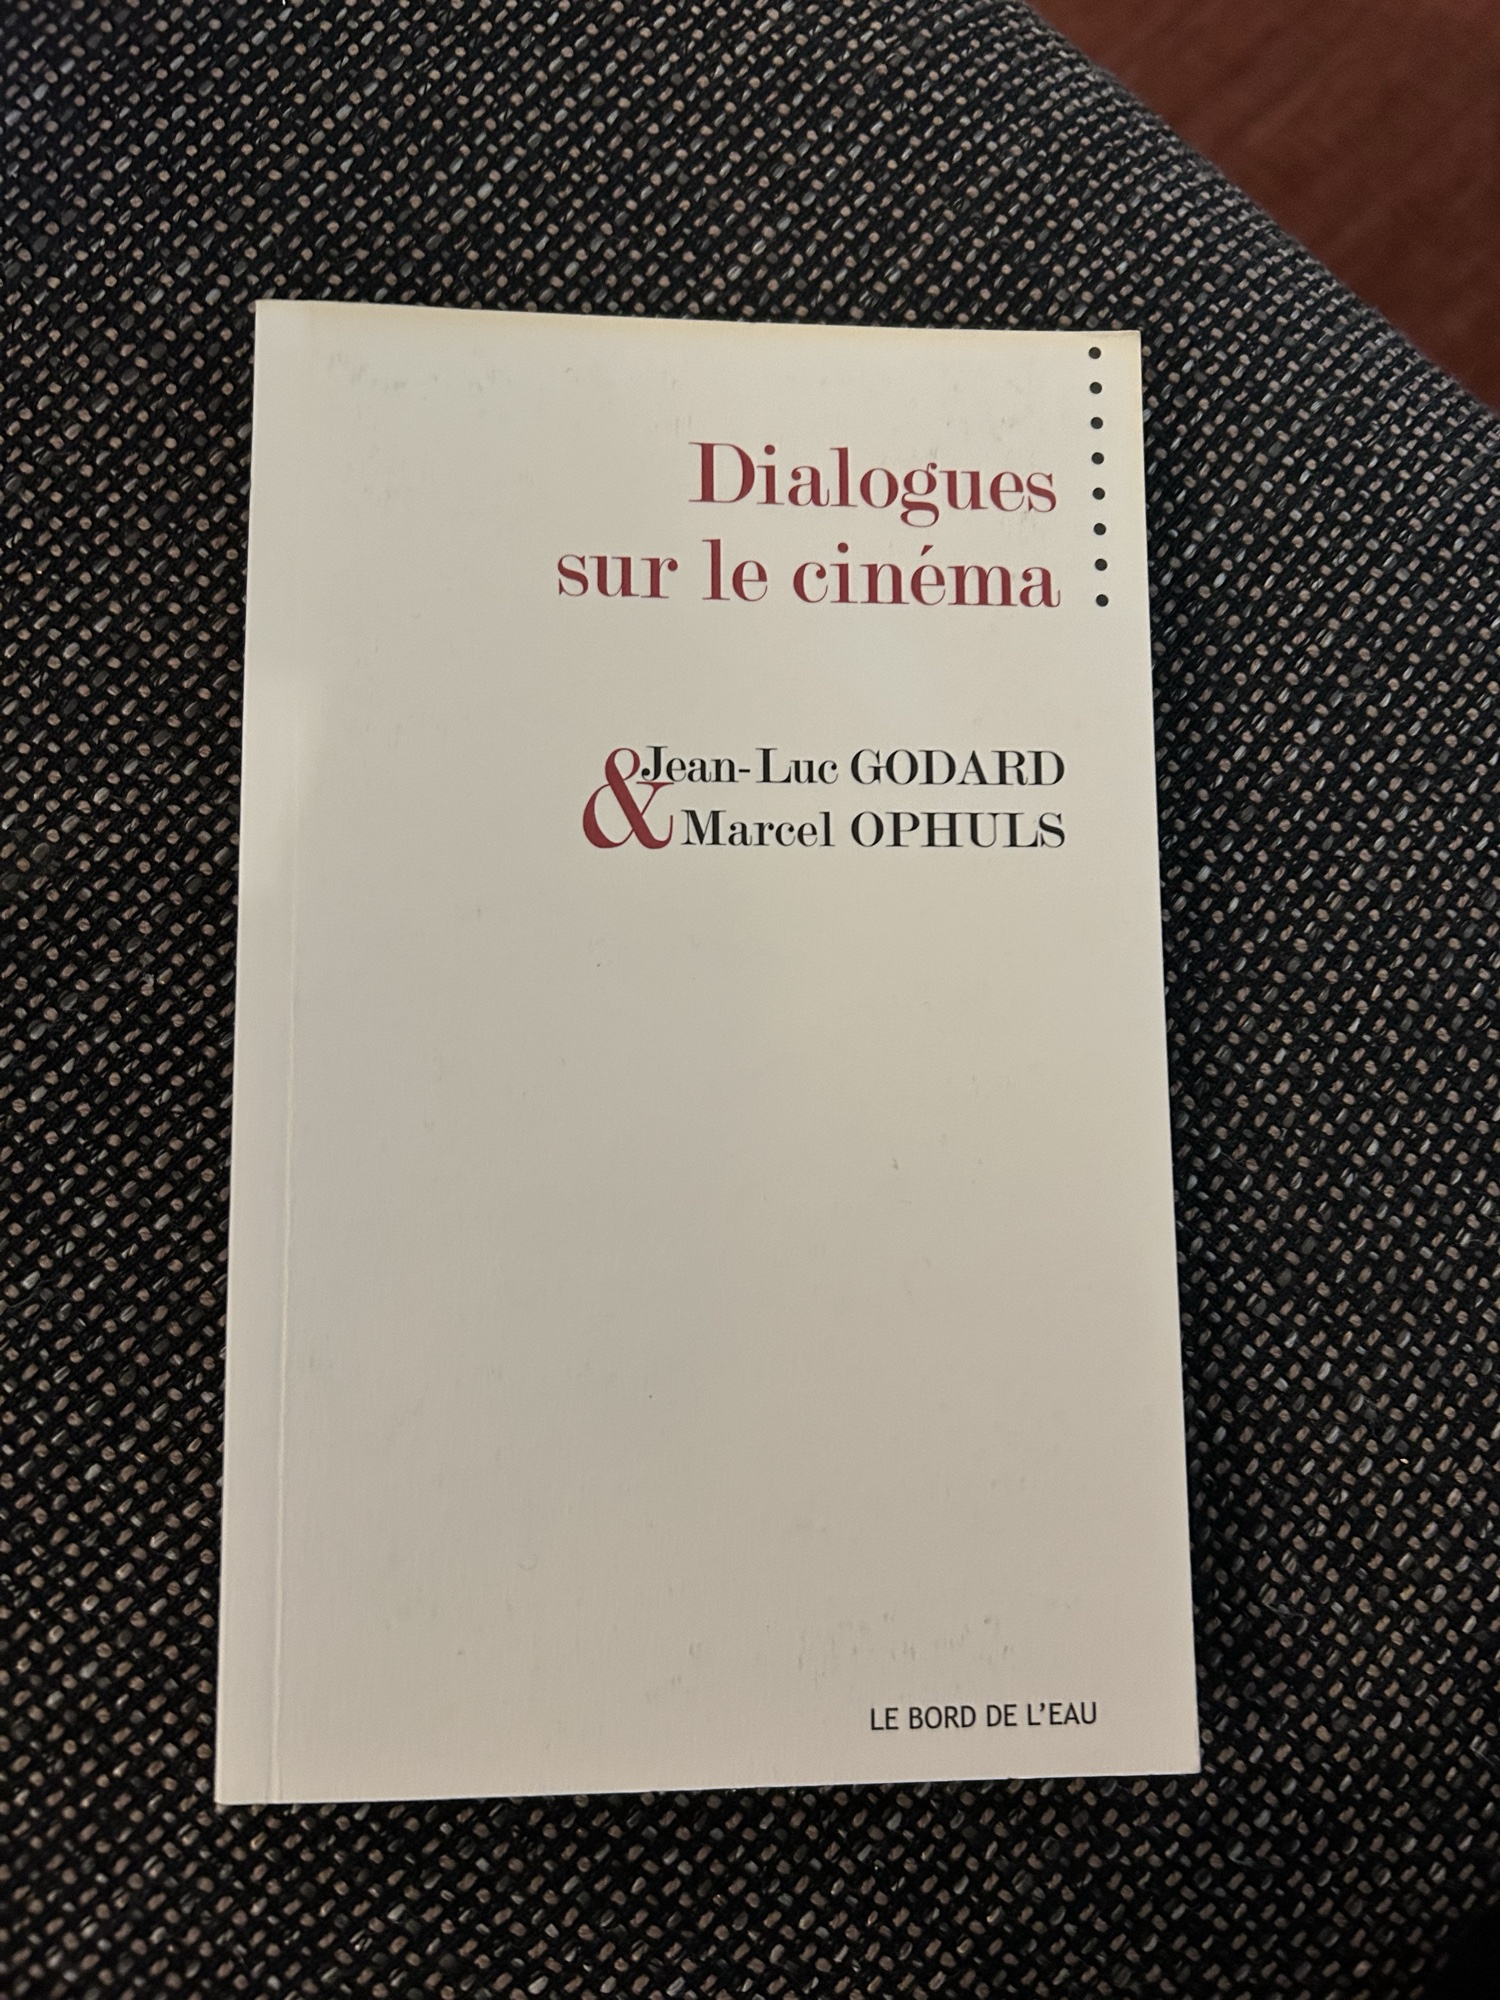 Dialogues
sur le cinéma
Jean-Luc GODARD
& Marcel OPHULS
LE BORD DE L'EAU